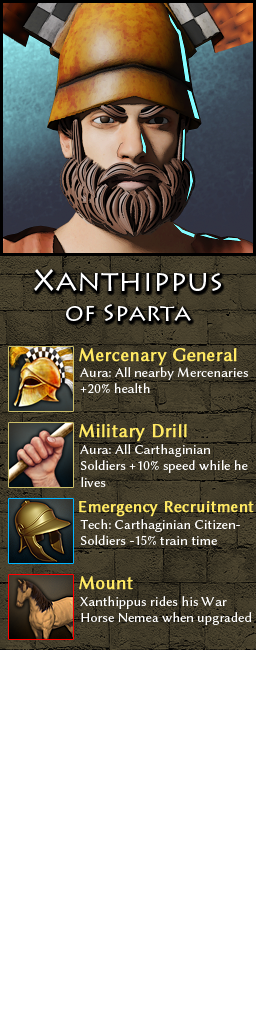 Xanthippus
of Sparta
Mercenary General
Aura: All nearby Mercenaries
+20% health
Military Drill
Aura: All Carthaginian
Soldiers +10% speed while he
lives
Emergency Recruitment
Tech: Carthaginian Citizen-
Soldiers -15% train time
Mount
Xanthippus rides his War
Horse Nemea when upgraded